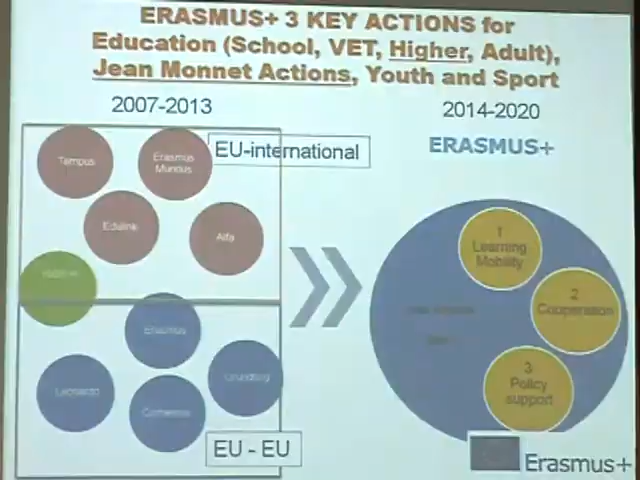 ERASMUS+ 3 KEY ACTIONS for
Education (School, VET, Higher, Adult),
Jean Monnet Actions, Youth and Sport
2007-2013
2014-2020
EU-international
ERASMUS+
Tempus
Erasmus
Mundus
Edulink
Alfa
Erasmus
Leonardo
Comenius
Grundtvig
EU - EU
1
Learning
Mobility
2
Cooperation
3
Policy
support
Erasmus+